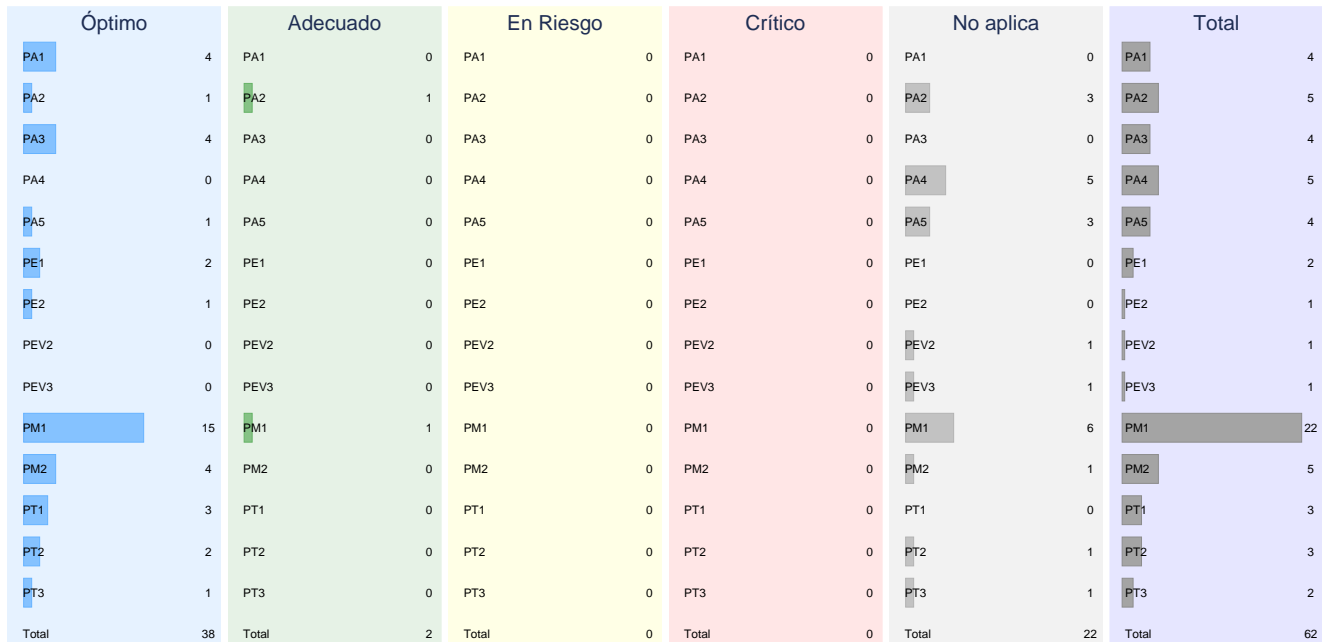 Óptimo Adecuado En Riesgo Crítico No aplica Total
PA1 4 PA1 0 PA1 0 PA1 0 PA1 0 PA1 4
PA2 1 PA2 1 PA2 0 PA2 0 PA2 3 PA2 5
PA3 4 PA3 0 PA3 0 PA3 0 PA3 0 PA3 4
PA4 0 PA4 0 PA4 0 PA4 0 PA4 5 PA4 5
PA5 1 PA5 0 PA5 0 PA5 0 PA5 3 PA5 4
PE1 2 PE1 0 PE1 0 PE1 0 PE1 0 PE1 2
PE2 1 PE2 0 PE2 0 PE2 0 PE2 0 PE2 1
PEV2 0 PEV2 0 PEV2 0 PEV2 0 PEV2 1 PEV2 1
PEV3 0 PEV3 0 PEV3 0 PEV3 0 PEV3 1 PEV3 1
PM1 15 PM1 1 PM1 0 PM1 0 PM1 6 PM1 22
PM2 4 PM2 0 PM2 0 PM2 0 PM2 1 PM2 5
PT1 3 PT1 0 PT1 0 PT1 0 PT1 0 PT1 3
PT2 2 PT2 0 PT2 0 PT2 0 PT2 1 PT2 3
PT3 1 PT3 0 PT3 0 PT3 0 PT3 1 PT3 2
Total 38 Total 2 Total 0 Total 0 Total 22 Total 62